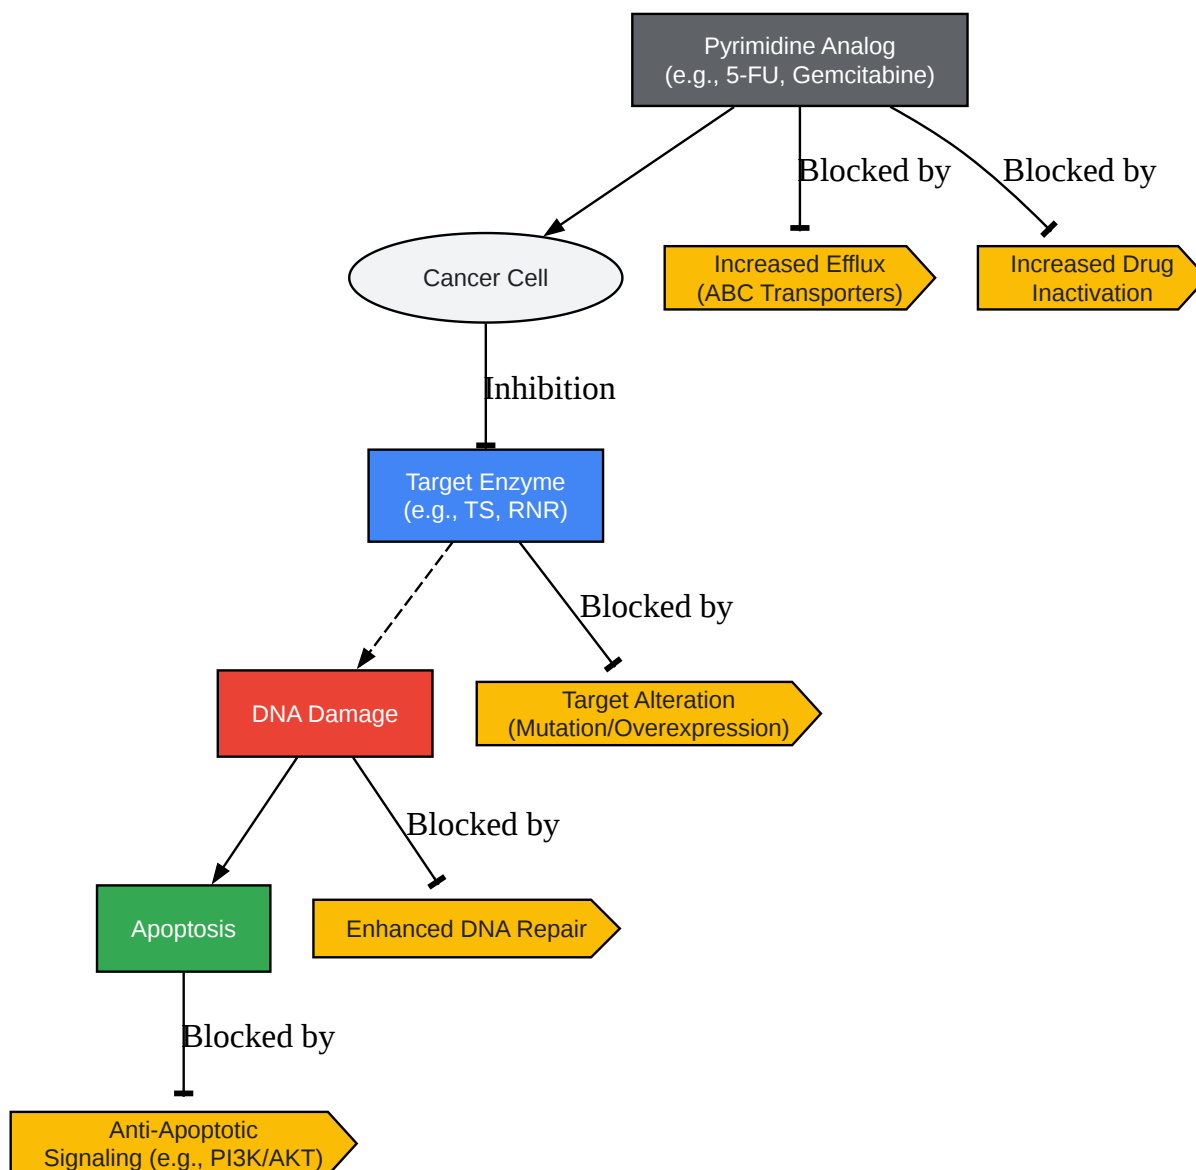 Pyrimidine Analog
(e.g., 5-FU, Gemcitabine)
Blocked by
Blocked by
Cancer Cell
Increased Efflux
(ABC Transporters)
Increased Drug
Inactivation
Inhibition
Target Enzyme
(e.g., TS, RNR)
Blocked by
DNA Damage
Target Alteration
(Mutation/Overexpression)
Blocked by
Apoptosis
Enhanced DNA Repair
Blocked by
Anti-Apoptotic
Signaling (e.g., PI3K/AKT)